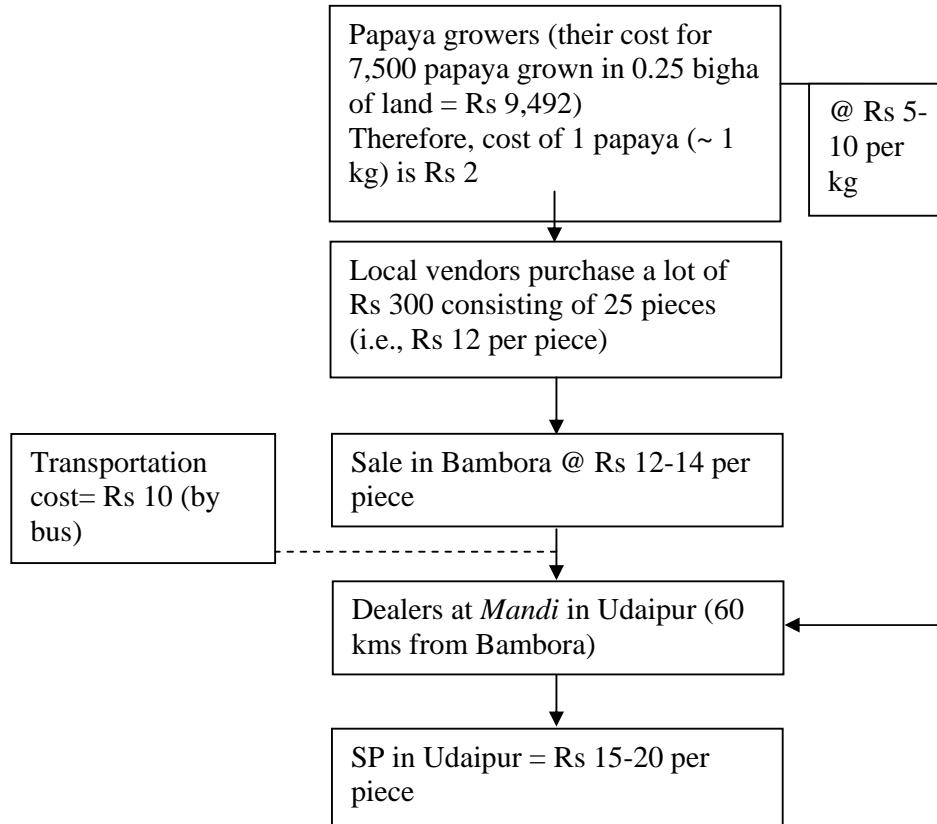 Papaya growers (their cost for
7,500 papaya grown in 0.25 bigha
of land = Rs 9,492)
Therefore, cost of 1 papaya (~ 1
kg) is Rs 2
@ Rs 5-
10 per
kg
Local vendors purchase a lot of
Rs 300 consisting of 25 pieces
(i.e., Rs 12 per piece)
Transportation
cost= Rs 10 (by
bus)
Sale in Bambora @ Rs 12-14 per
piece
Dealers at Mandi in Udaipur (60
kms from Bambora)
SP in Udaipur = Rs 15-20 per
piece